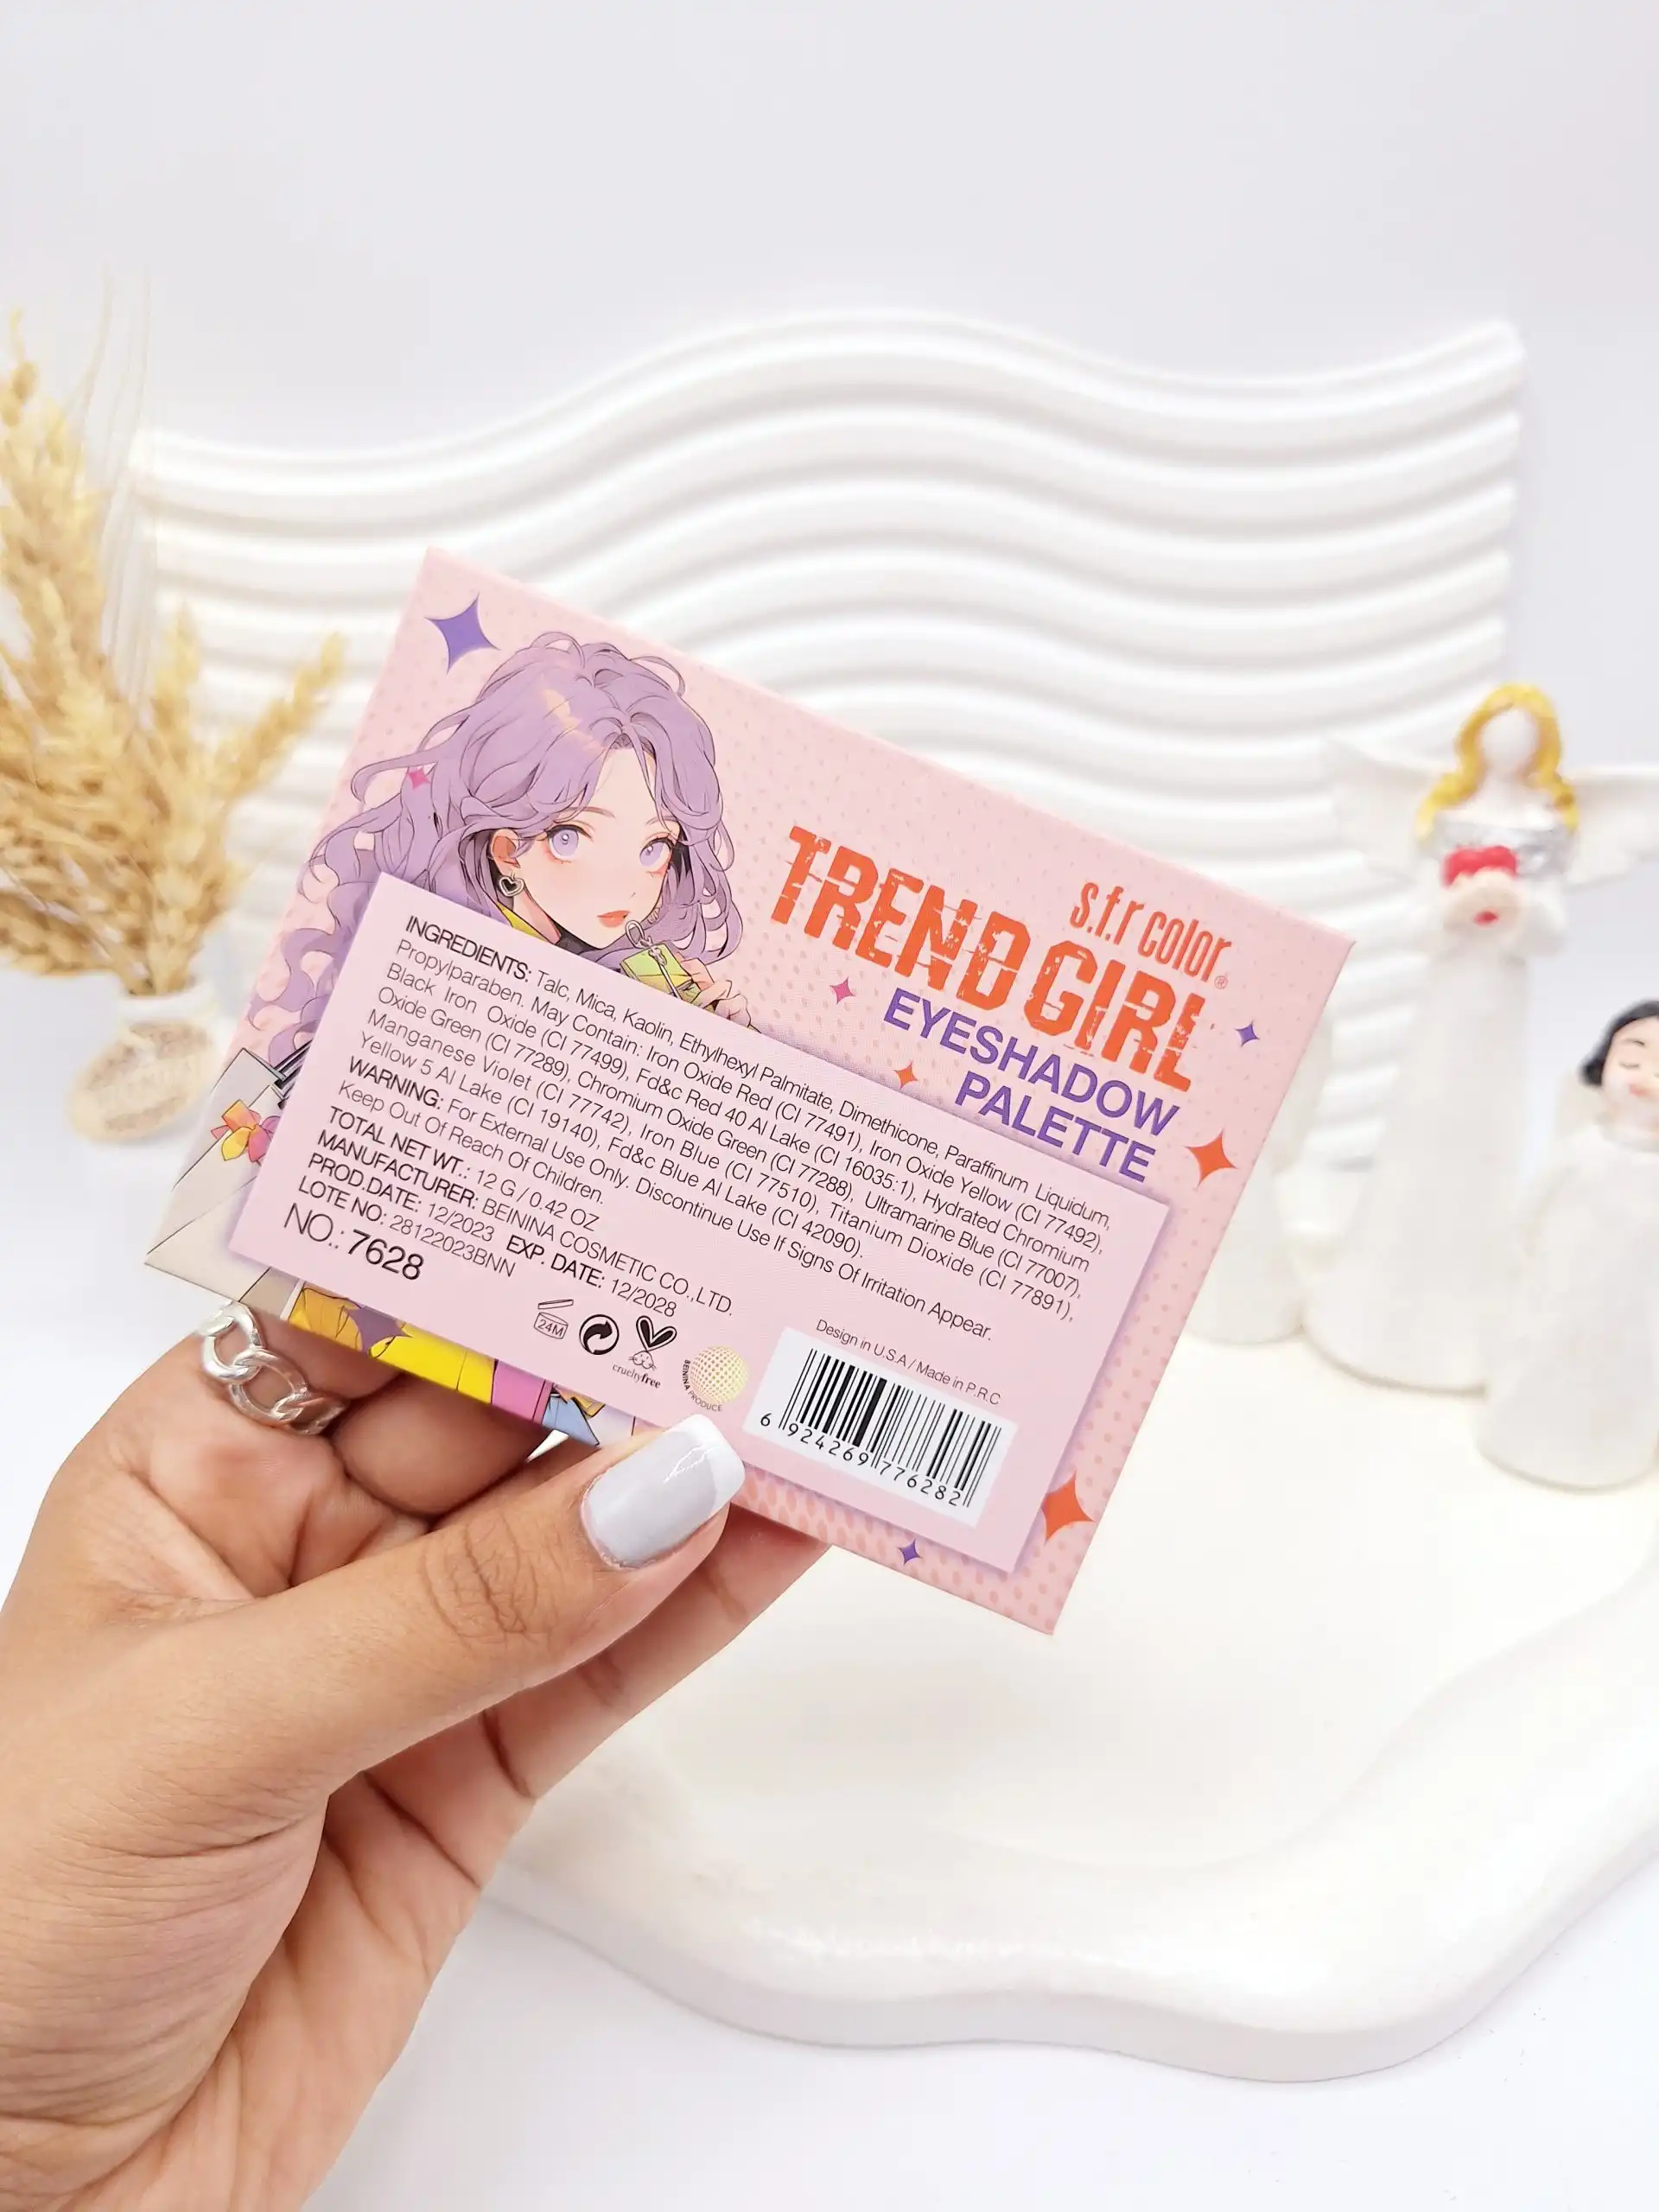 s.f.r color®
TREND GIRL
EYESHADOW
PALETTE
INGREDIENTS: Talc, Mica, Kaolin, Ethylhexyl Palmitate, Dimethicone, Paraffinum Liquidum,
Propylparaben. May Contain: Iron Oxide Red (CI 77491), Iron Oxide Yellow (CI 77492),
Black Iron Oxide (CI 77499), Fd&c Red 40 Al Lake (CI 16035:1), Hydrated Chromium
Oxide Green (CI 77289), Chromium Oxide Green (CI 77288), Ultramarine Blue (CI 77007),
Manganese Violet (CI 77742), Iron Blue (CI 77510), Titanium Dioxide (CI 77891),
Yellow 5 Al Lake (CI 19140), Fd&c Blue Al Lake (CI 42090).
WARNING: For External Use Only. Discontinue Use If Signs Of Irritation Appear.
Keep Out Of Reach Of Children.
TOTAL NET WT.: 12 G / 0.42 OZ
MANUFACTURER: BEININA COSMETIC CO.,LTD.
PROD.DATE: 12/2023 EXP. DATE: 12/2028
LOTE NO: 28122023BNN
NO.: 7628
24M
crueltyfree
BEININA PRODUCE
Design in U.S.A / Made in P.R.C
6 924269 776282